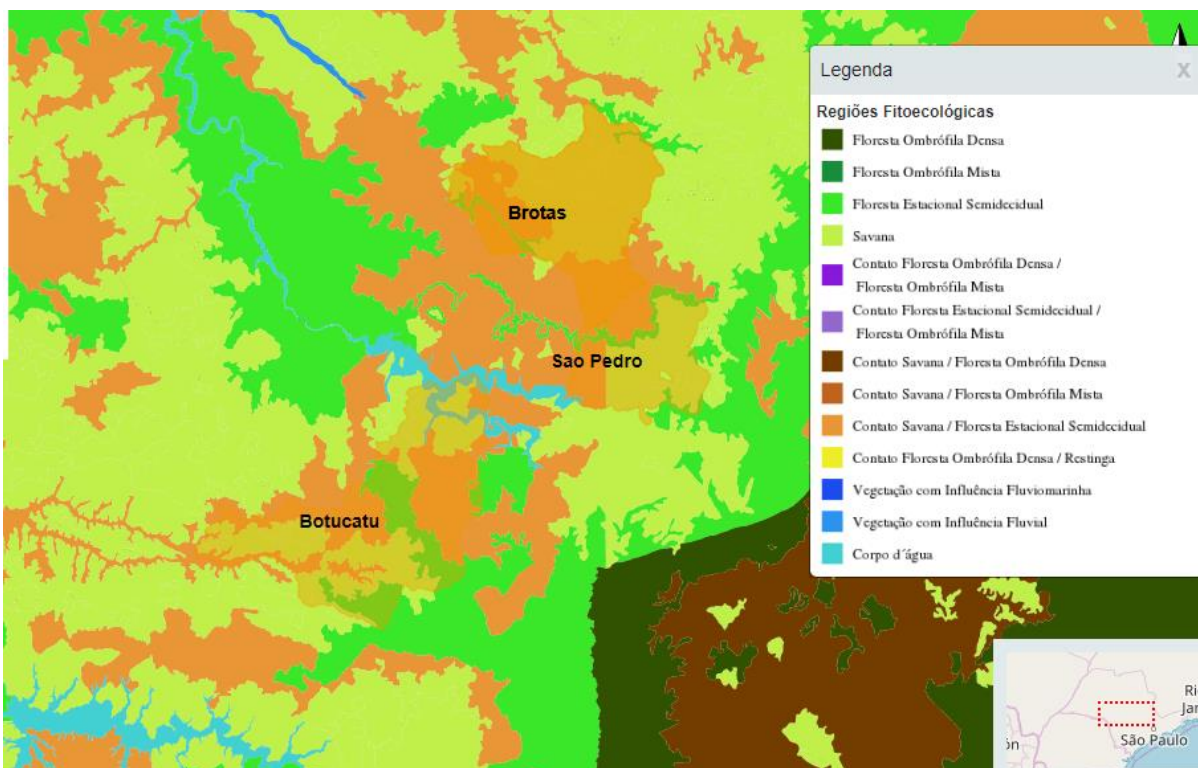 Brotas
Sao Pedro
Botucatu
Legenda X
Regiões Fitoecológicas
Floresta Ombrófila Densa
Floresta Ombrófila Mista
Floresta Estacional Semidecidual
Savana
Contato Floresta Ombrófila Densa /
Floresta Ombrófila Mista
Contato Floresta Estacional Semidecidual /
Floresta Ombrófila Mista
Contato Savana / Floresta Ombrófila Densa
Contato Savana / Floresta Ombrófila Mista
Contato Savana / Floresta Estacional Semidecidual
Contato Floresta Ombrófila Densa / Restinga
Vegetação com Influência Fluviomarinha
Vegetação com Influência Fluvial
Corpo d´água
Ri
Jar
São Paulo
ón